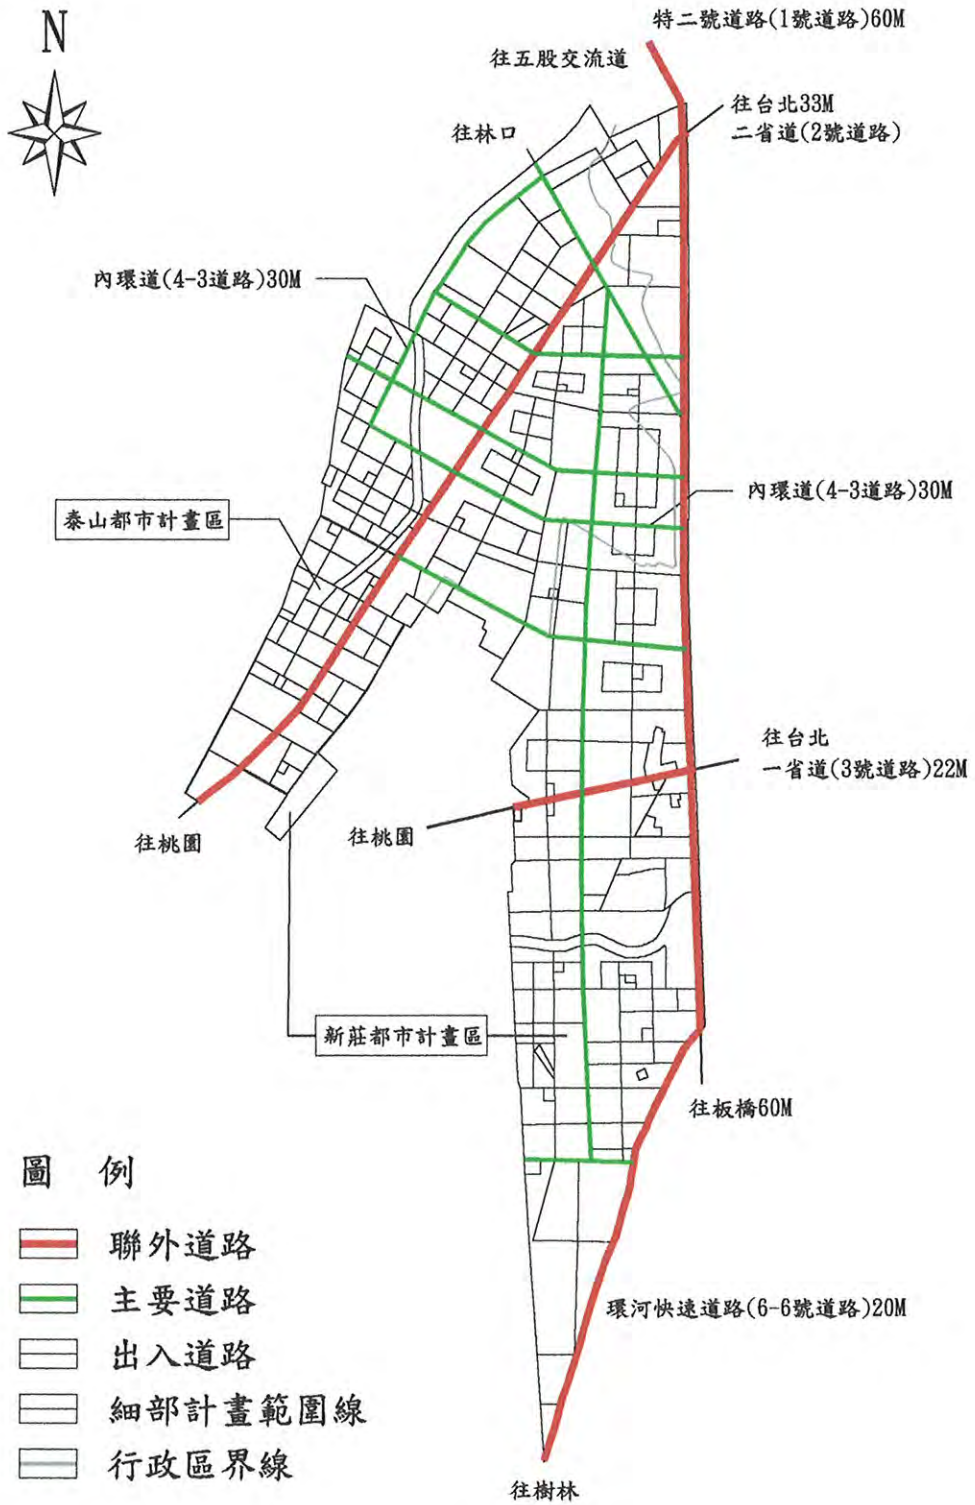 N
特二號道路(1號道路)60M
往五股交流道
往台北33M
二省道(2號道路)
往林口
內環道(4-3道路)30M
內環道(4-3道路)30M
泰山都市計畫區
往台北
一省道(3號道路)22M
往桃園
往桃園
新莊都市計畫區
往板橋60M
圖 例
聯外道路
主要道路
出入道路
細部計畫範圍線
行政區界線
環河快速道路(6-6號道路)20M
往樹林